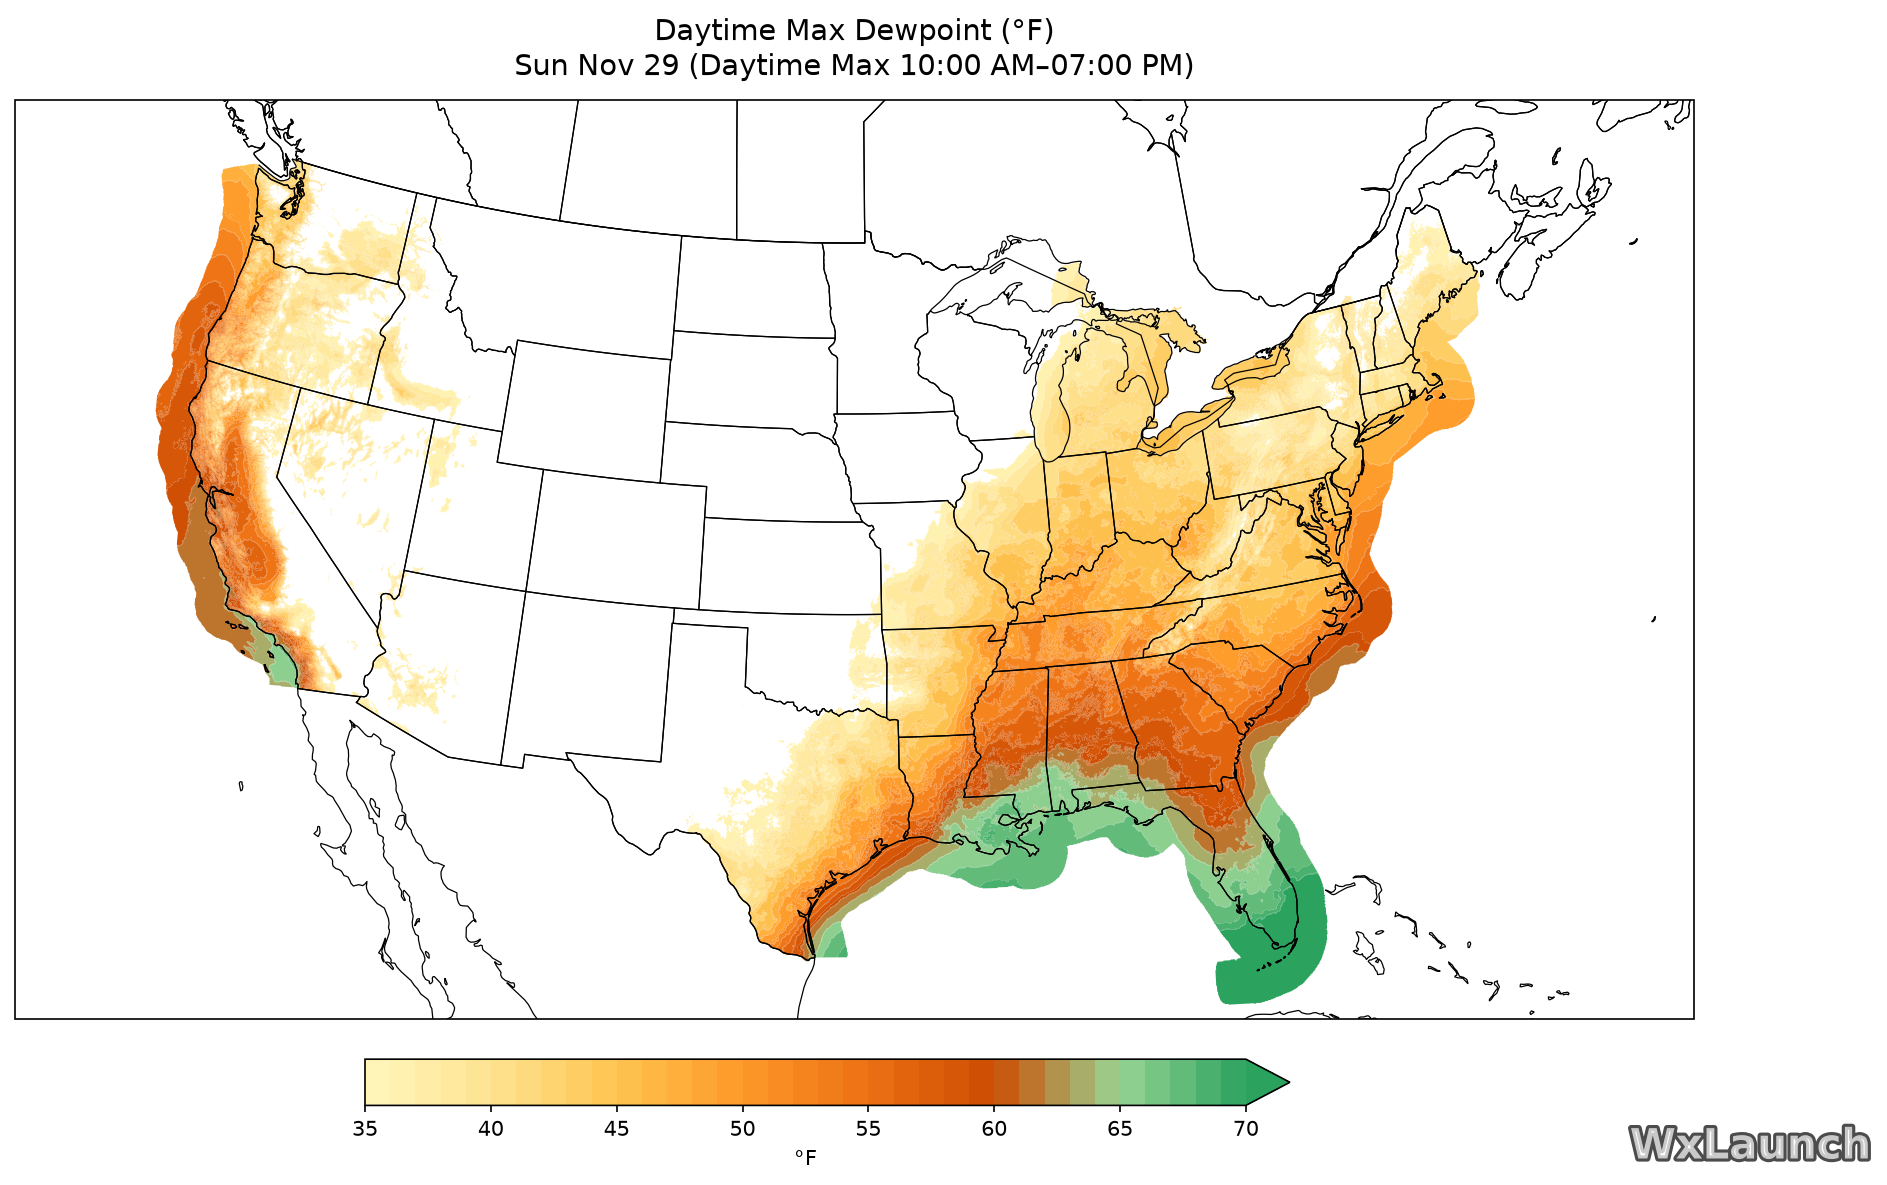 Daytime Max Dewpoint (°F)
Sun Nov 29 (Daytime Max 10:00 AM–07:00 PM)
35 40 45 50 55 60 65 70
°F
WxLaunch